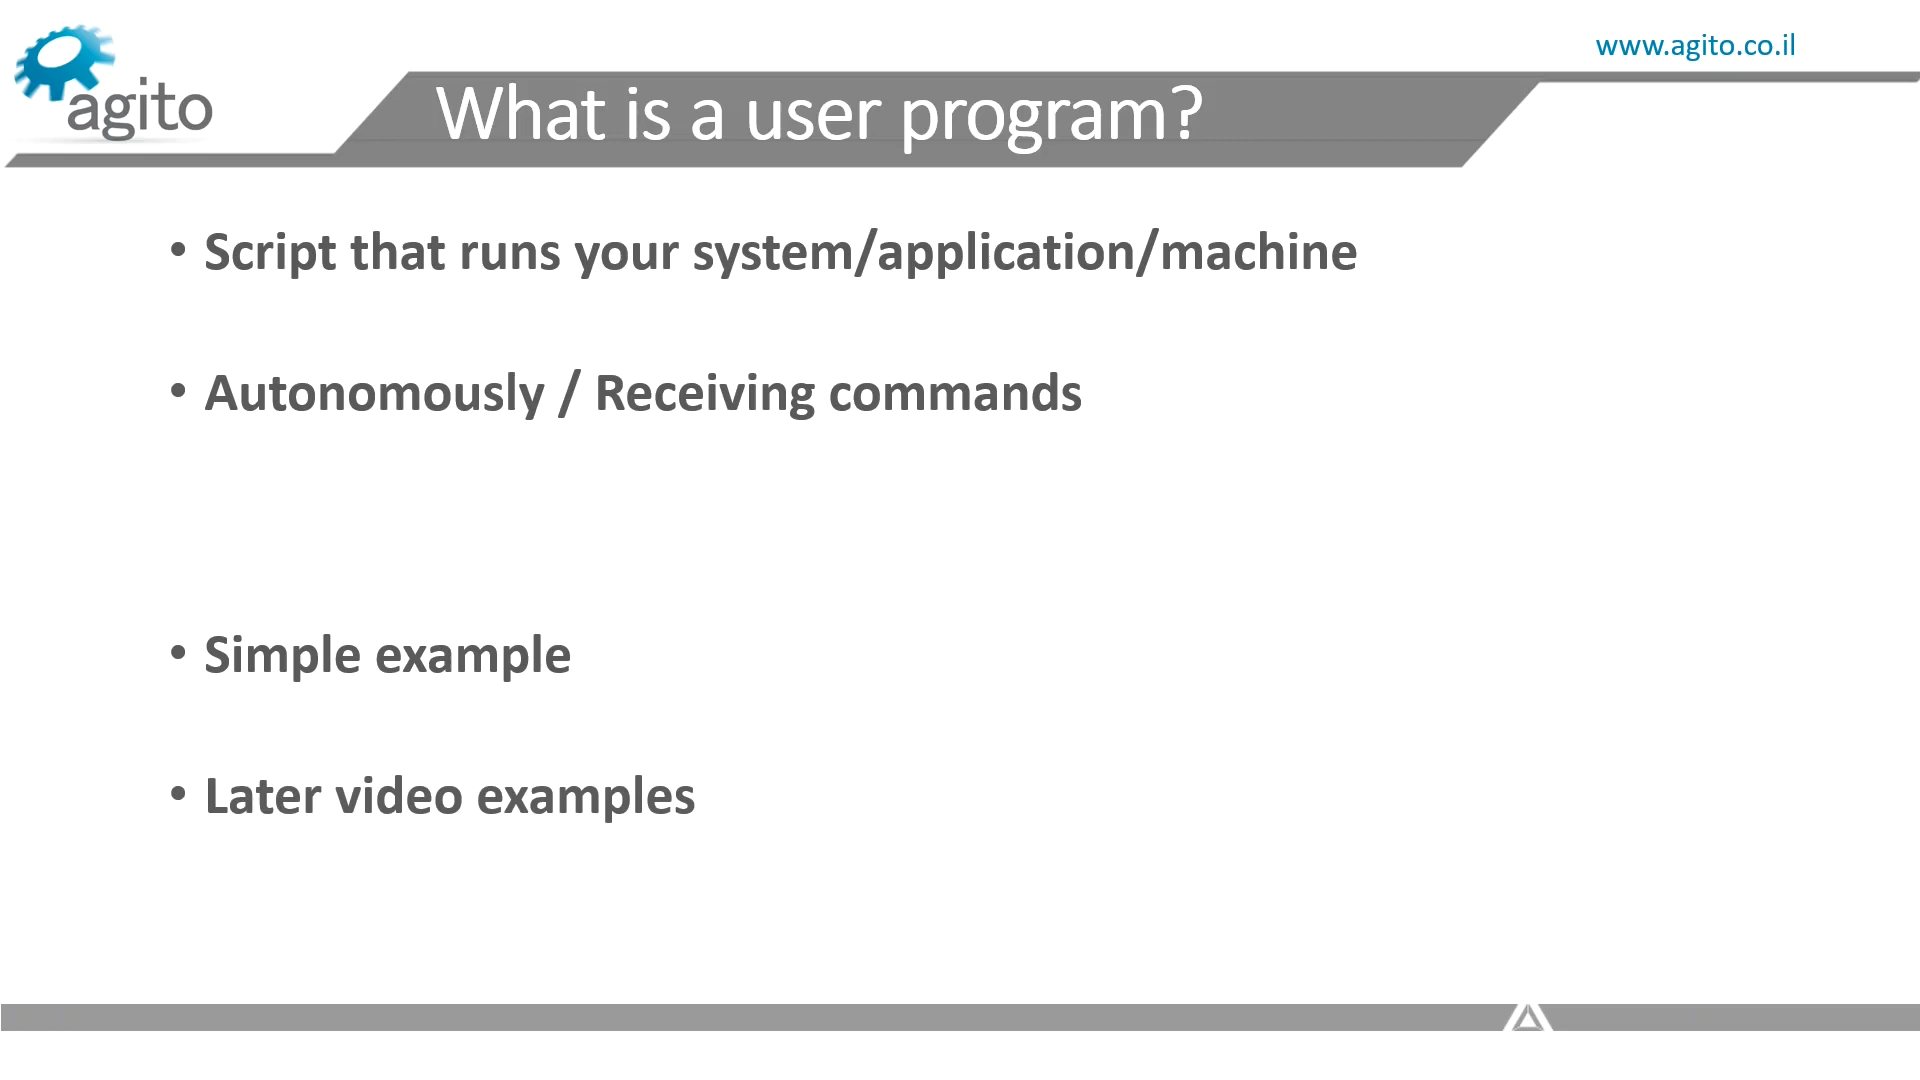 www.agito.co.il
agito
What is a user program?
• Script that runs your system/application/machine
• Autonomously / Receiving commands
• Simple example
• Later video examples